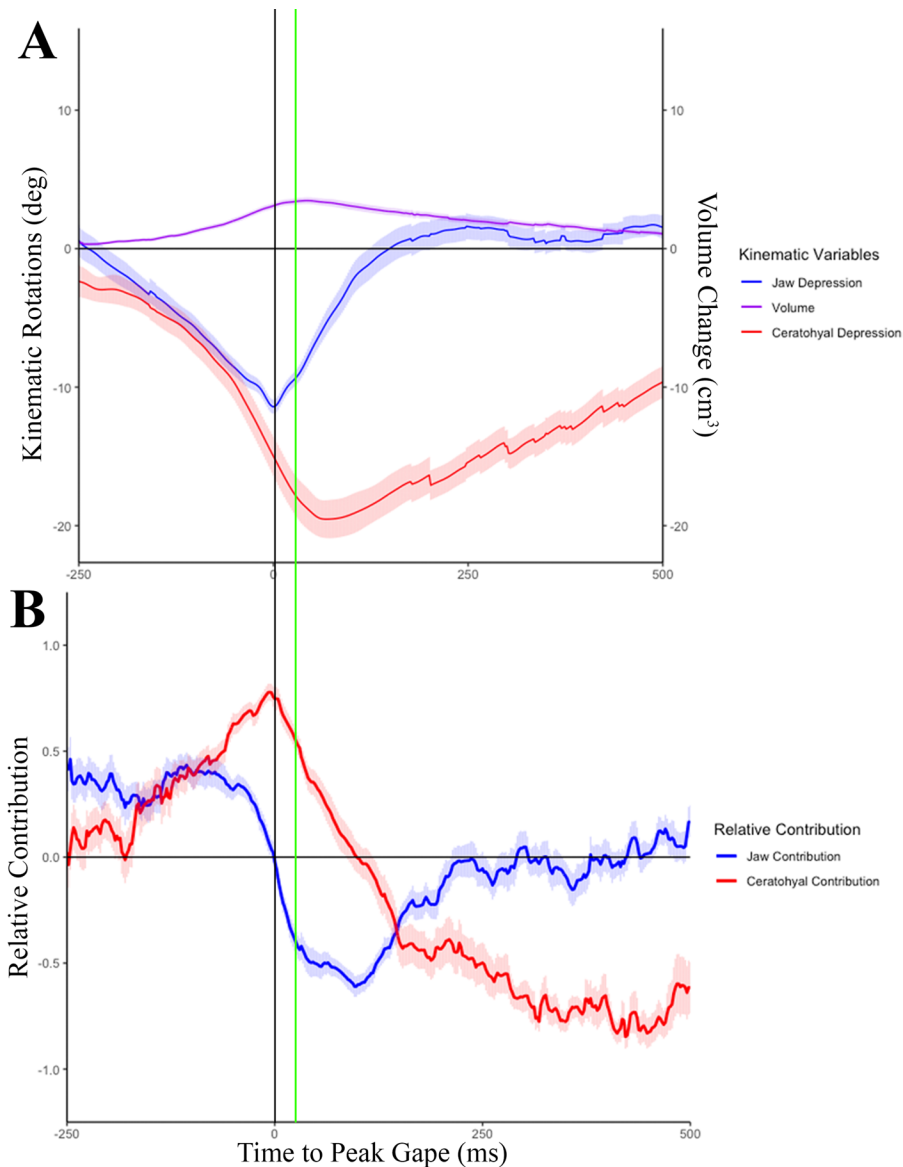 A
10
0
-10
-20
Kinematic Rotations (deg)
10
0
-10
-20
Volume Change (cm³)
-250
0
250
500
Kinematic Variables
Jaw Depression
Volume
Ceratohyal Depression
B
1.0
0.5
0.0
-0.5
-1.0
Relative Contribution
-250
0
250
500
Time to Peak Gape (ms)
Relative Contribution
Jaw Contribution
Ceratohyal Contribution